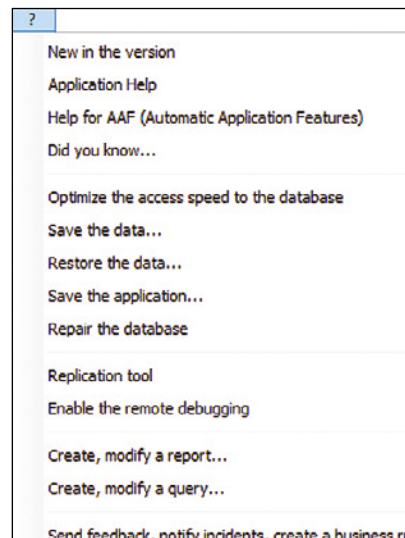 ?
New in the version
Application Help
Help for AAF (Automatic Application Features)
Did you know...
Optimize the access speed to the database
Save the data...
Restore the data...
Save the application...
Repair the database
Replication tool
Enable the remote debugging
Create, modify a report...
Create, modify a query...
Send feedback, notify incidents, create a business